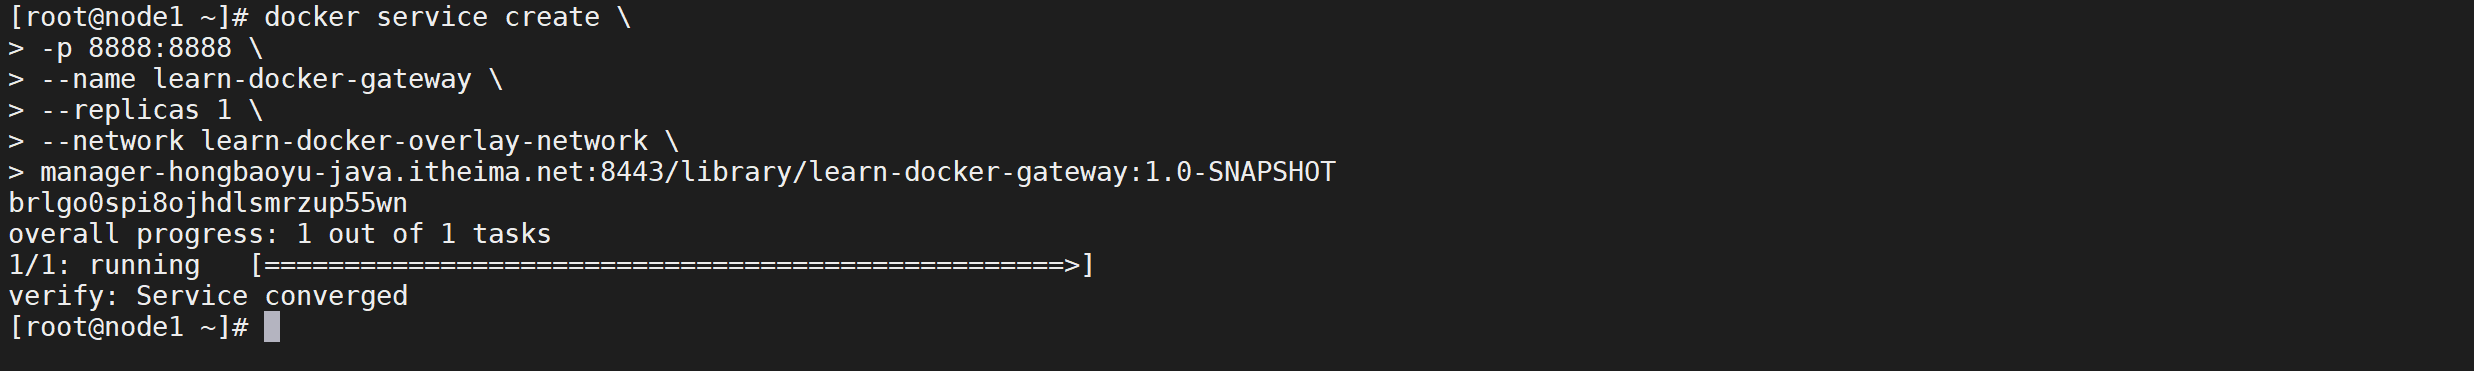 [root@node1 ~]# docker service create \
> -p 8888:8888 \
> --name learn-docker-gateway \
> --replicas 1 \
> --network learn-docker-overlay-network \
> manager-hongbaoyu-java.itheima.net:8443/library/learn-docker-gateway:1.0-SNAPSHOT
brlgo0spi8ojhdlsmrzup55wn
overall progress: 1 out of 1 tasks
1/1: running   [==================================================>]
verify: Service converged
[root@node1 ~]#